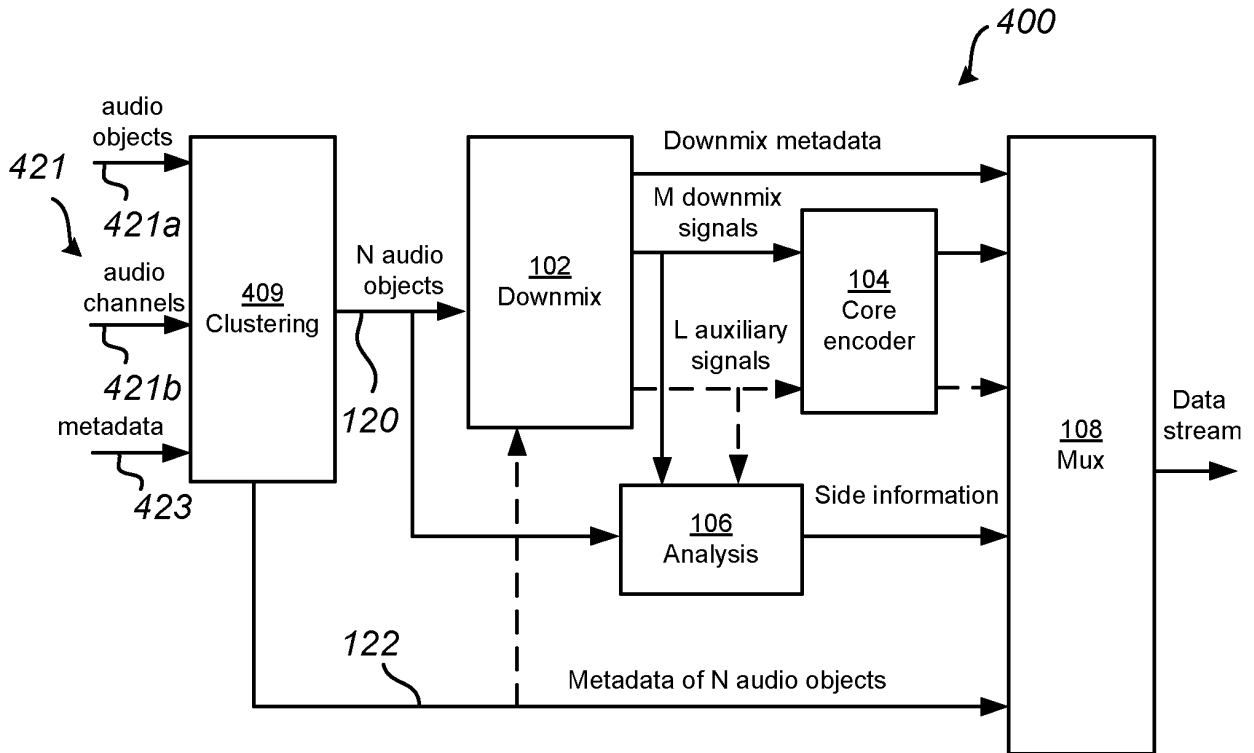 400
audio
objects
421
421a
audio
channels
421b
metadata
423
409
Clustering
N audio
objects
120
102
Downmix
Downmix metadata
M downmix
signals
L auxiliary
signals
104
Core
encoder
106
Analysis
Side information
122
Metadata of N audio objects
108
Mux
Data
stream